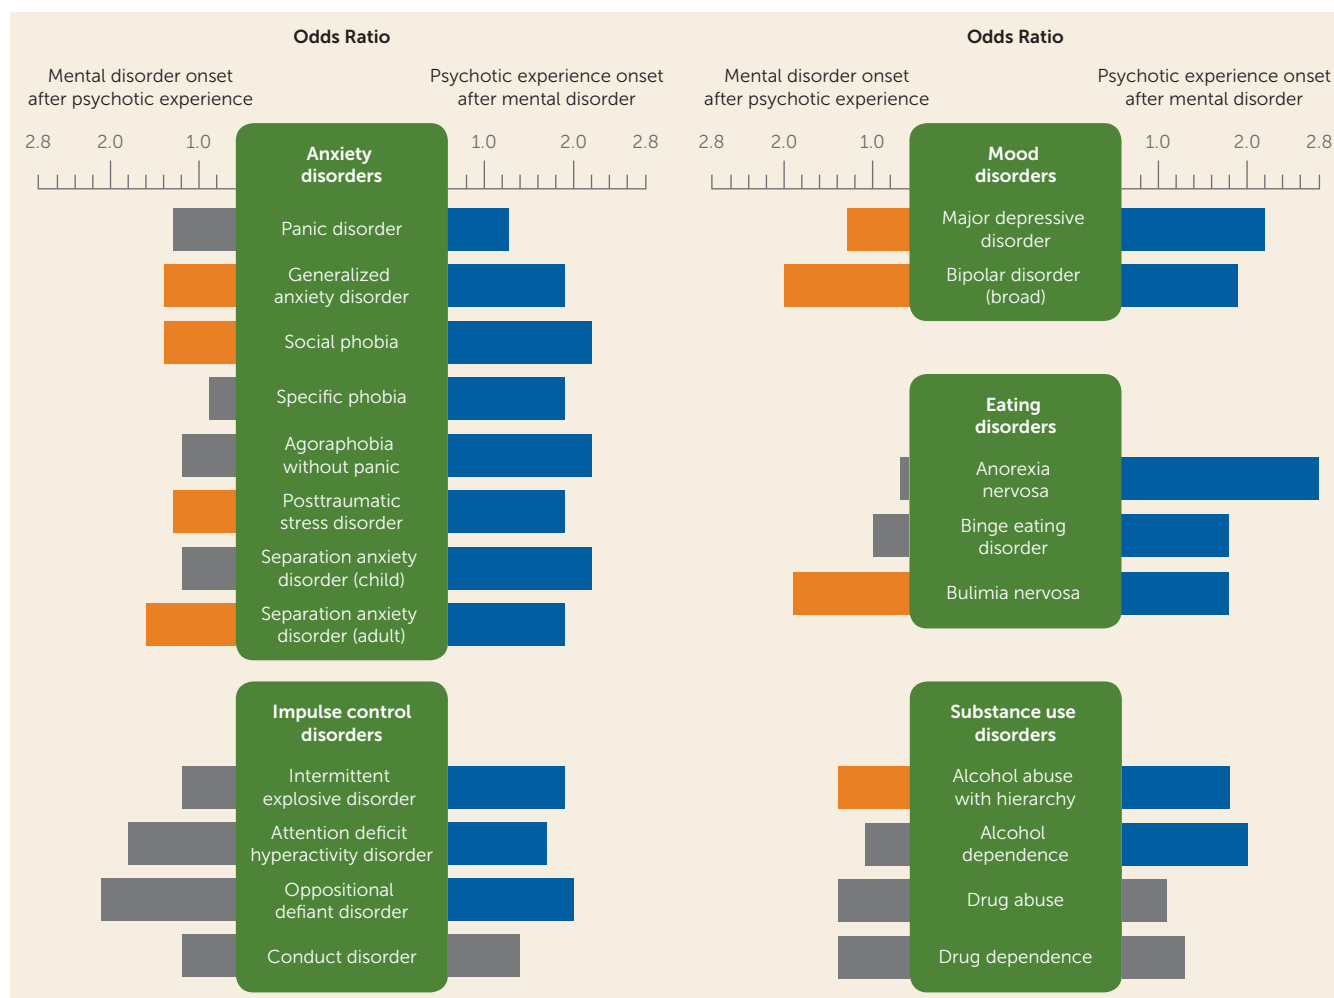 Odds Ratio
Mental disorder onset
after psychotic experience
Psychotic experience onset
after mental disorder
2.8 2.0 1.0
1.0 2.0 2.8
Anxiety
disorders
Panic disorder
Generalized
anxiety disorder
Social phobia
Specific phobia
Agoraphobia
without panic
Posttraumatic
stress disorder
Separation anxiety
disorder (child)
Separation anxiety
disorder (adult)
Impulse control
disorders
Intermittent
explosive disorder
Attention deficit
hyperactivity disorder
Oppositional
defiant disorder
Conduct disorder
Odds Ratio
Mental disorder onset
after psychotic experience
Psychotic experience onset
after mental disorder
2.8 2.0 1.0
1.0 2.0 2.8
Mood
disorders
Major depressive
disorder
Bipolar disorder
(broad)
Eating
disorders
Anorexia
nervosa
Binge eating
disorder
Bulimia nervosa
Substance use
disorders
Alcohol abuse
with hierarchy
Alcohol
dependence
Drug abuse
Drug dependence